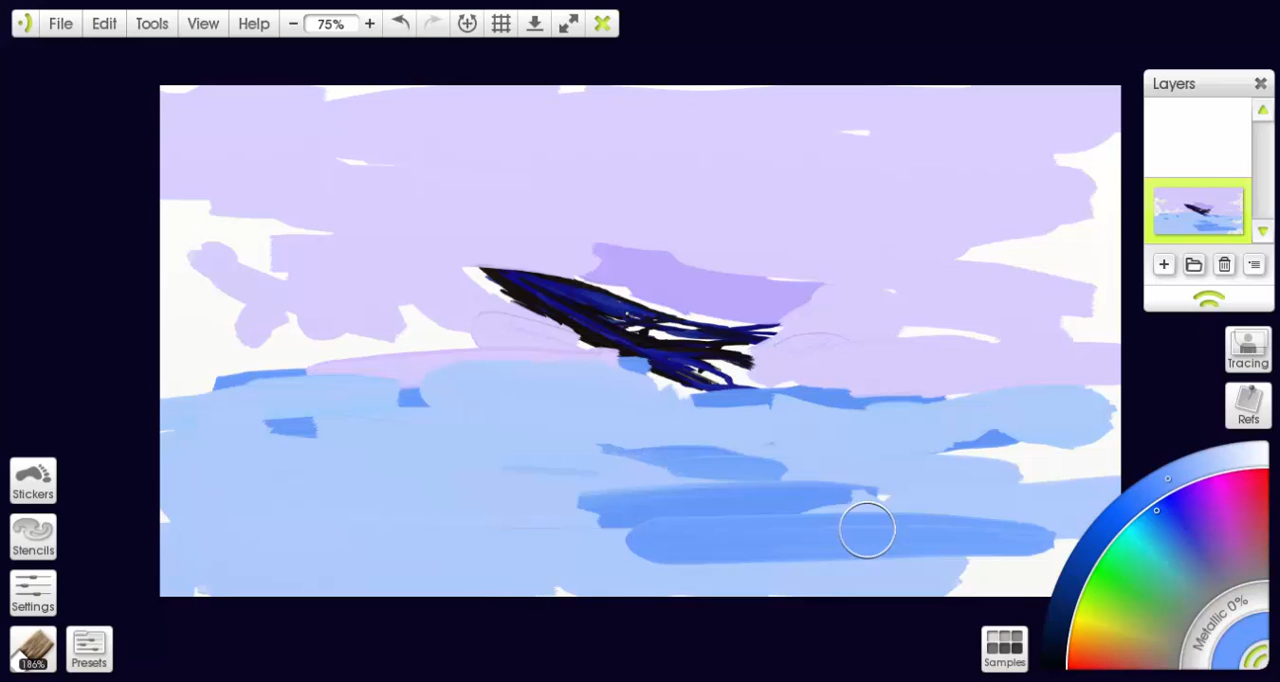 File Edit Tools View Help 75%
Layers
Tracing
Refs
Stickers
Stencils
Settings
186%
Presets
Samples
Metallic 0%